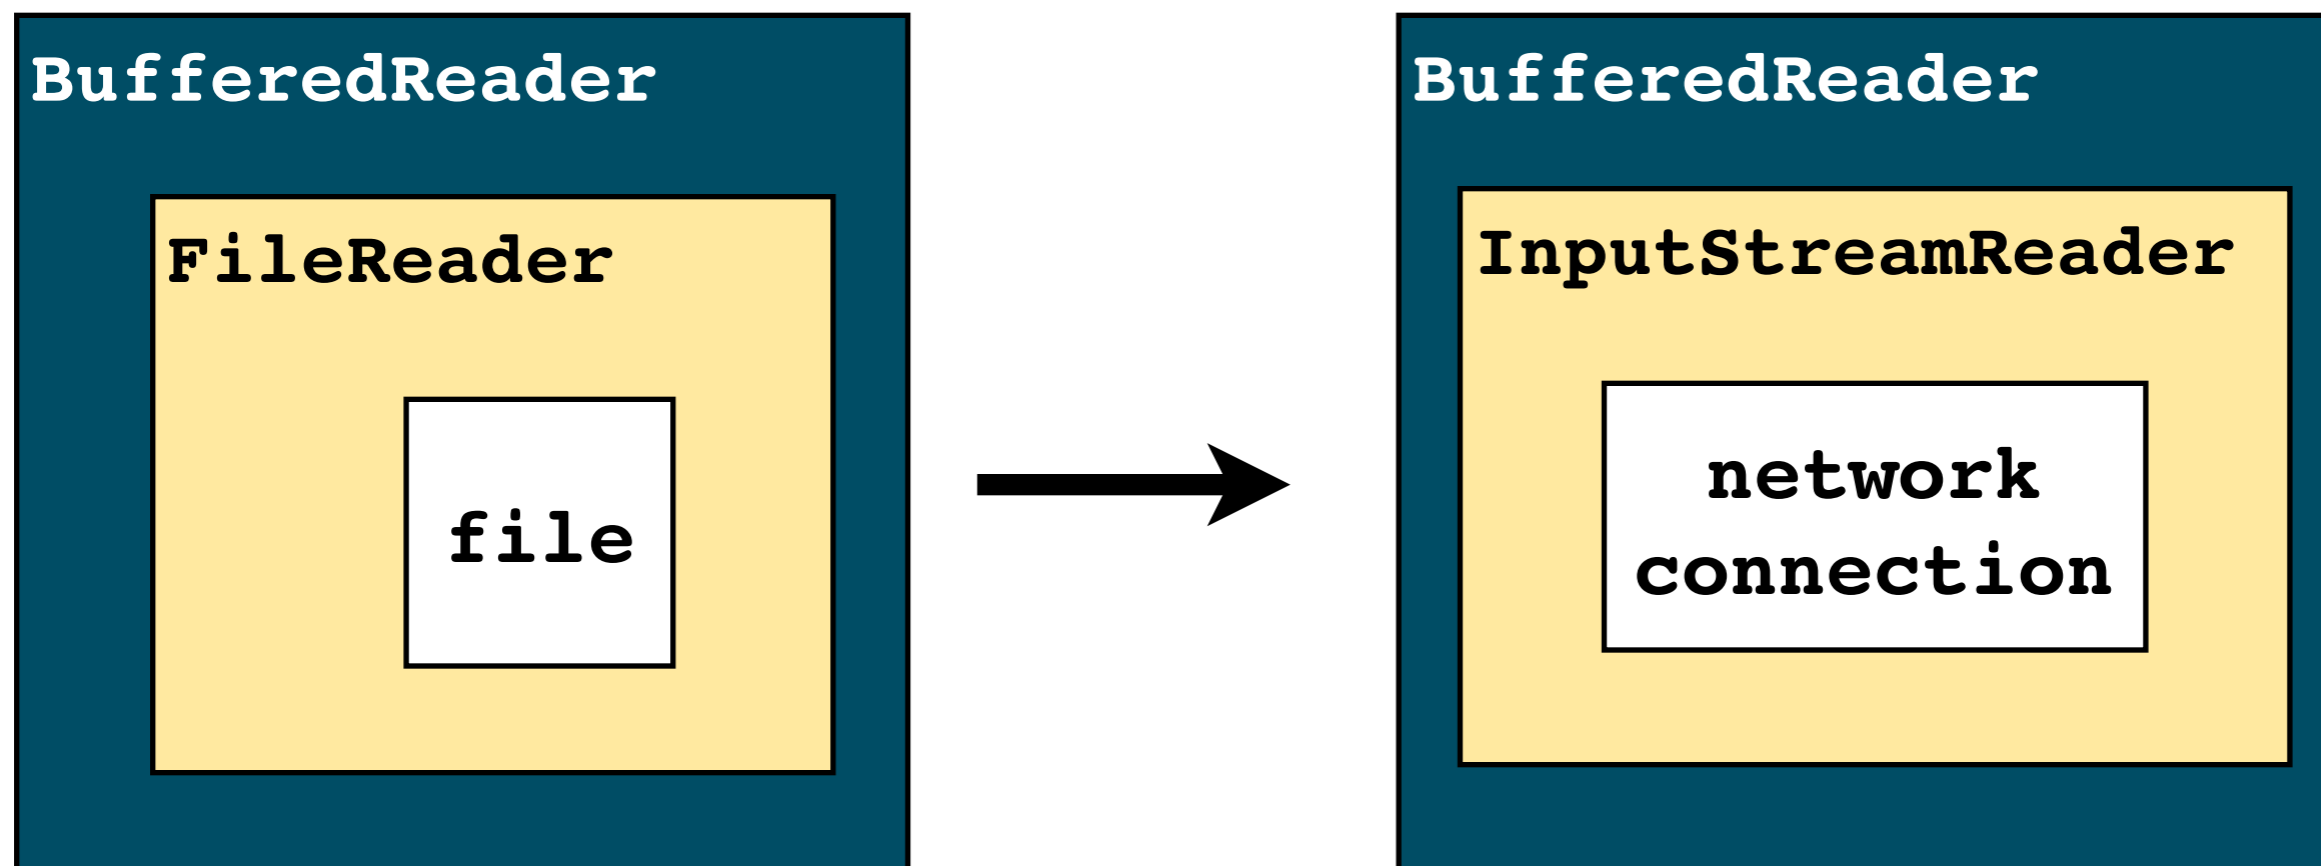 BufferedReader
FileReader
file
BufferedReader
InputStreamReader
network
connection